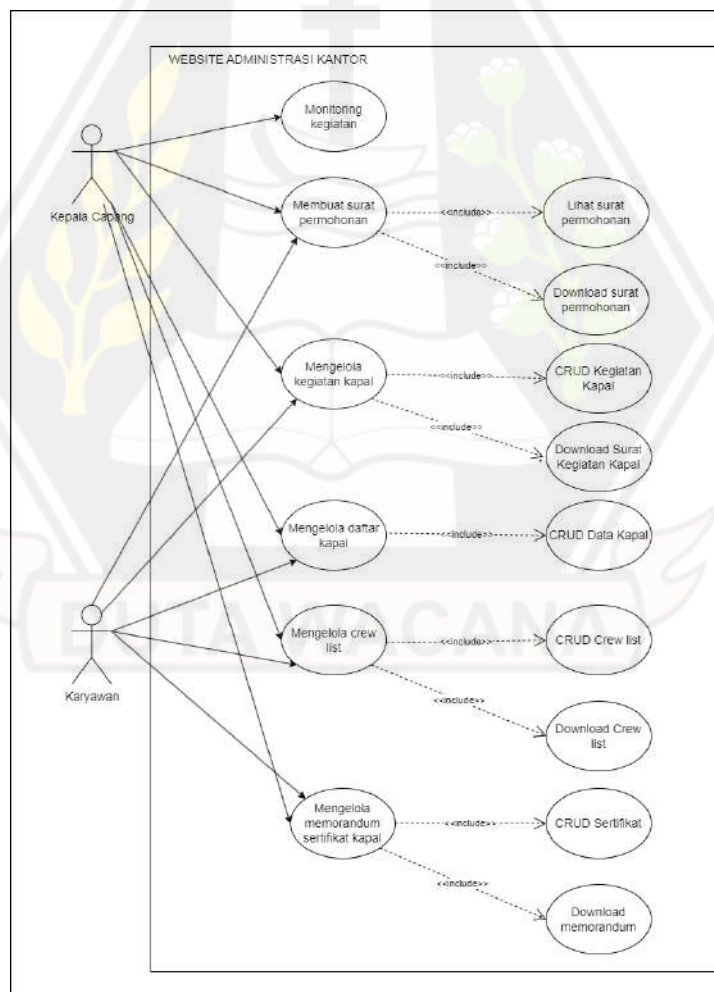 WEBSITE ADMINISTRASI KANTOR
Monitoring
kegiatan
Kepala Cabang
Membuat surat
permohonan
<<include>>
Lihat surat
permohonan
<<include>>
Download surat
permohonan
Mengelola
kegiatan kapal
<<include>>
CRUD Kegiatan
Kapal
<<include>>
Download Surat
Kegiatan Kapal
Mengelola daftar
kapal
<<include>>
CRUD Data Kapal
DUTA WACANA
Karyawan
Mengelola crew
list
<<include>>
CRUD Crew list
<<include>>
Download Crew
list
Mengelola
memorandum
sertifikat kapal
<<include>>
CRUD Sertifikat
<<include>>
Download
memorandum